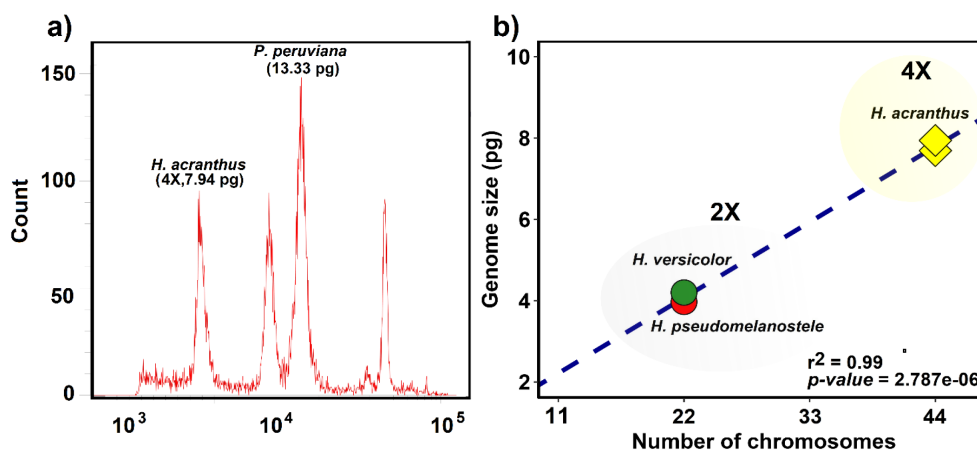 a)
P. peruviana
(13.33 pg)
H. acranthus
(4X,7.94 pg)
Count
150
100
50
0
10³
10⁴
10⁵
b)
4X
H. acranthus
2X
H. versicolor
H. pseudomelanostele
r² = 0.99
p-value = 2.787e-06
Genome size (pg)
10
8
6
4
2
11
22
33
44
Number of chromosomes